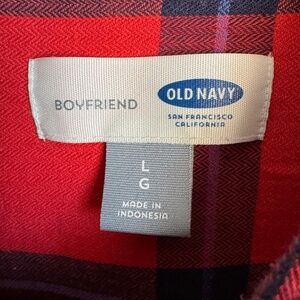 BOYFRIEND
OLD NAVY
SAN FRANCISCO
CALIFORNIA
L
G
MADE IN
INDONESIA